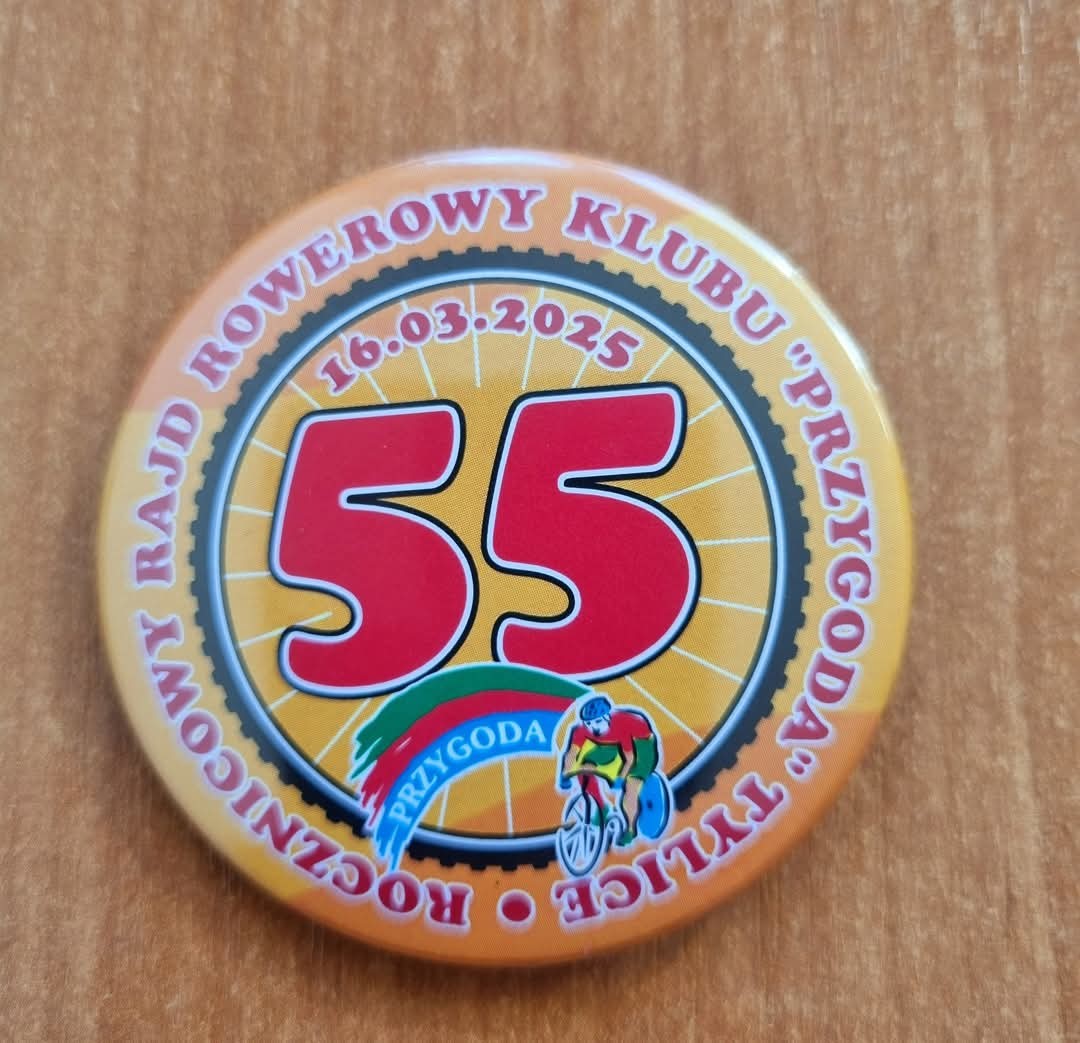 ROCZNICOWY RAJD ROWEROWY KLUBU "PRZYGODA" TYLICE •
16.03.2025
55
PRZYGODA